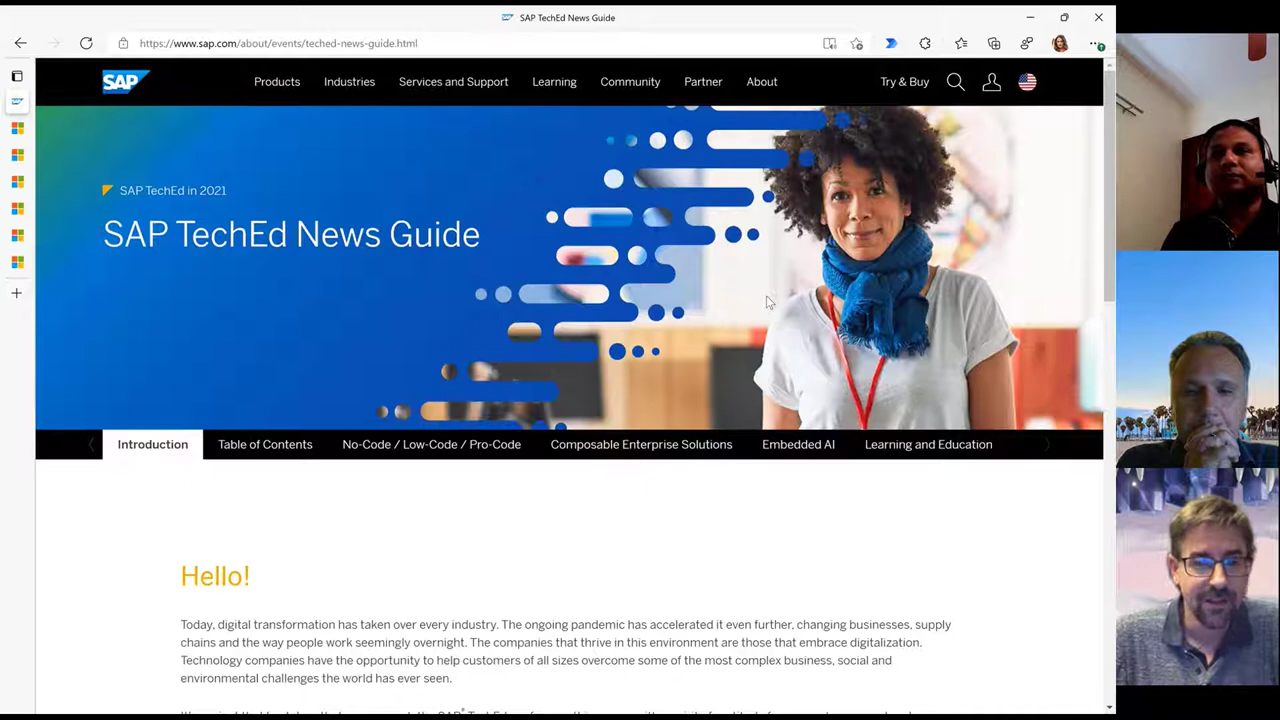 SAP TechEd News Guide
https://www.sap.com/about/events/teched-news-guide.html
SAP
Products Industries Services and Support Learning Community Partner About Try & Buy
SAP TechEd in 2021
SAP TechEd News Guide
Introduction Table of Contents No-Code / Low-Code / Pro-Code Composable Enterprise Solutions Embedded AI Learning and Education
Hello!
Today, digital transformation has taken over every industry. The ongoing pandemic has accelerated it even further, changing businesses, supply
chains and the way people work seemingly overnight. The companies that thrive in this environment are those that embrace digitalization.
Technology companies have the opportunity to help customers of all sizes overcome some of the most complex business, social and
environmental challenges the world has ever seen.